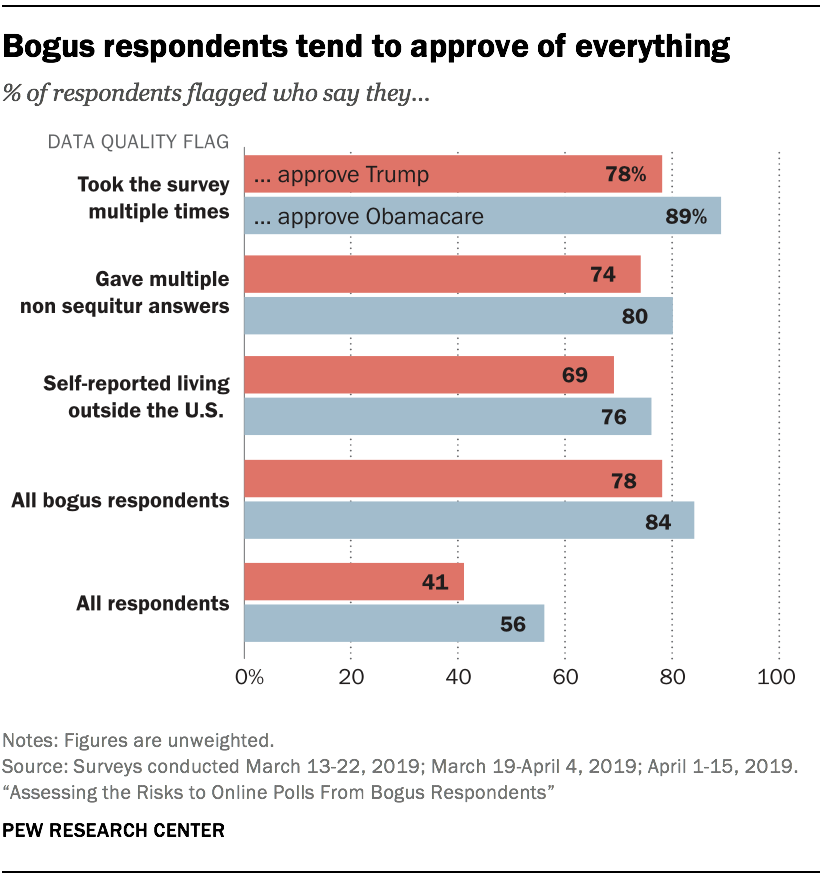 Bogus respondents tend to approve of everything
% of respondents flagged who say they...
DATA QUALITY FLAG
Took the survey
multiple times
... approve Trump
78%
... approve Obamacare
89%
Gave multiple
non sequitur answers
74
80
Self-reported living
outside the U.S.
69
76
All bogus respondents
78
84
All respondents
41
56
0%
20
40
60
80
100
Notes: Figures are unweighted.
Source: Surveys conducted March 13-22, 2019; March 19-April 4, 2019; April 1-15, 2019.
“Assessing the Risks to Online Polls From Bogus Respondents”
PEW RESEARCH CENTER